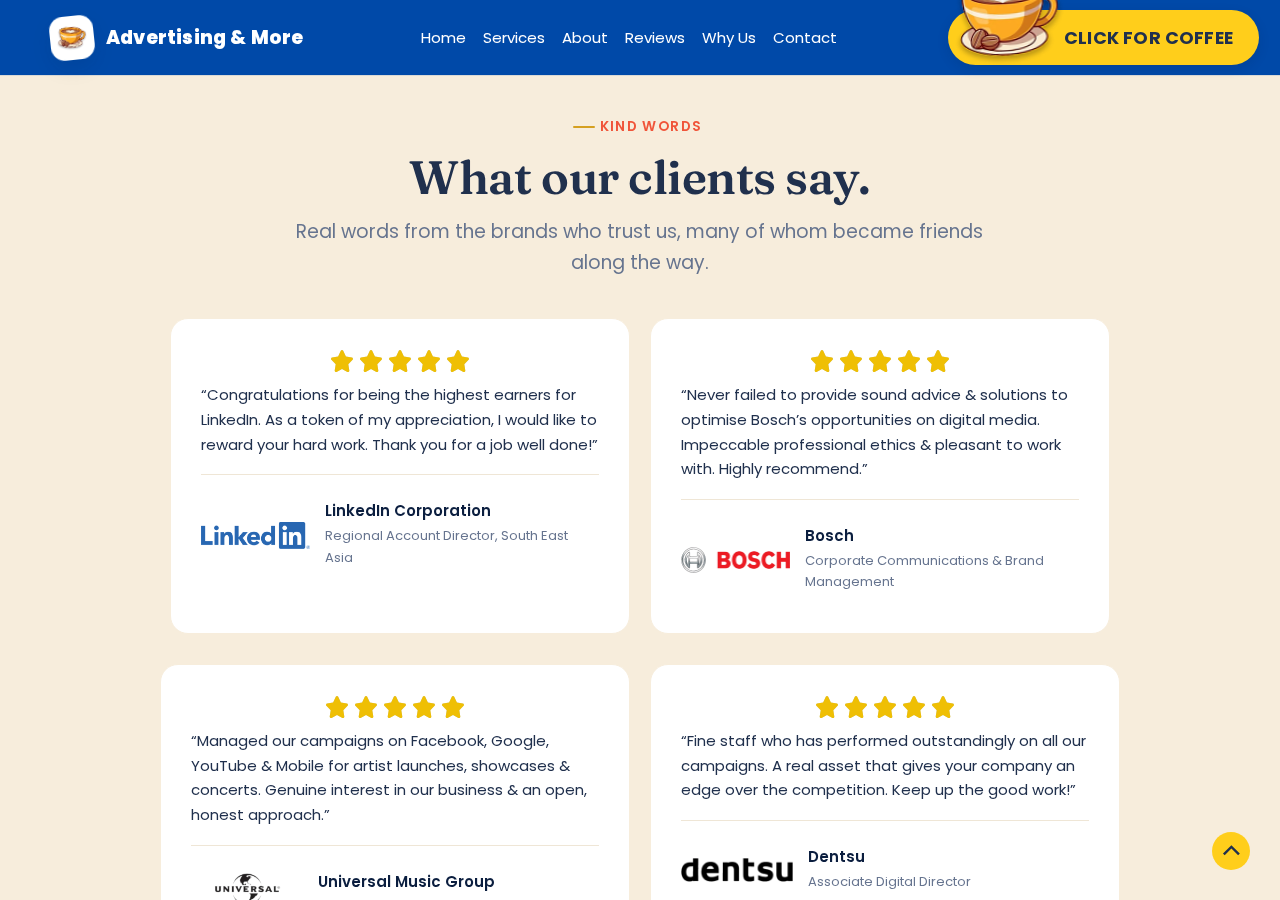 Advertising & More
Home
Services
About
Reviews
Why Us
Contact
CLICK FOR COFFEE
KIND WORDS
What our clients say.
Real words from the brands who trust us, many of whom became friends
along the way.
“Congratulations for being the highest earners for
LinkedIn. As a token of my appreciation, I would like to
reward your hard work. Thank you for a job well done!”
Linked in
LinkedIn Corporation
Regional Account Director, South East
Asia
“Never failed to provide sound advice & solutions to
optimise Bosch’s opportunities on digital media.
Impeccable professional ethics & pleasant to work
with. Highly recommend.”
BOSCH
Bosch
Corporate Communications & Brand
Management
“Managed our campaigns on Facebook, Google,
YouTube & Mobile for artist launches, showcases &
concerts. Genuine interest in our business & an open,
honest approach.”
UNIVERSAL
Universal Music Group
“Fine staff who has performed outstandingly on all our
campaigns. A real asset that gives your company an
edge over the competition. Keep up the good work!”
dentsu
Dentsu
Associate Digital Director